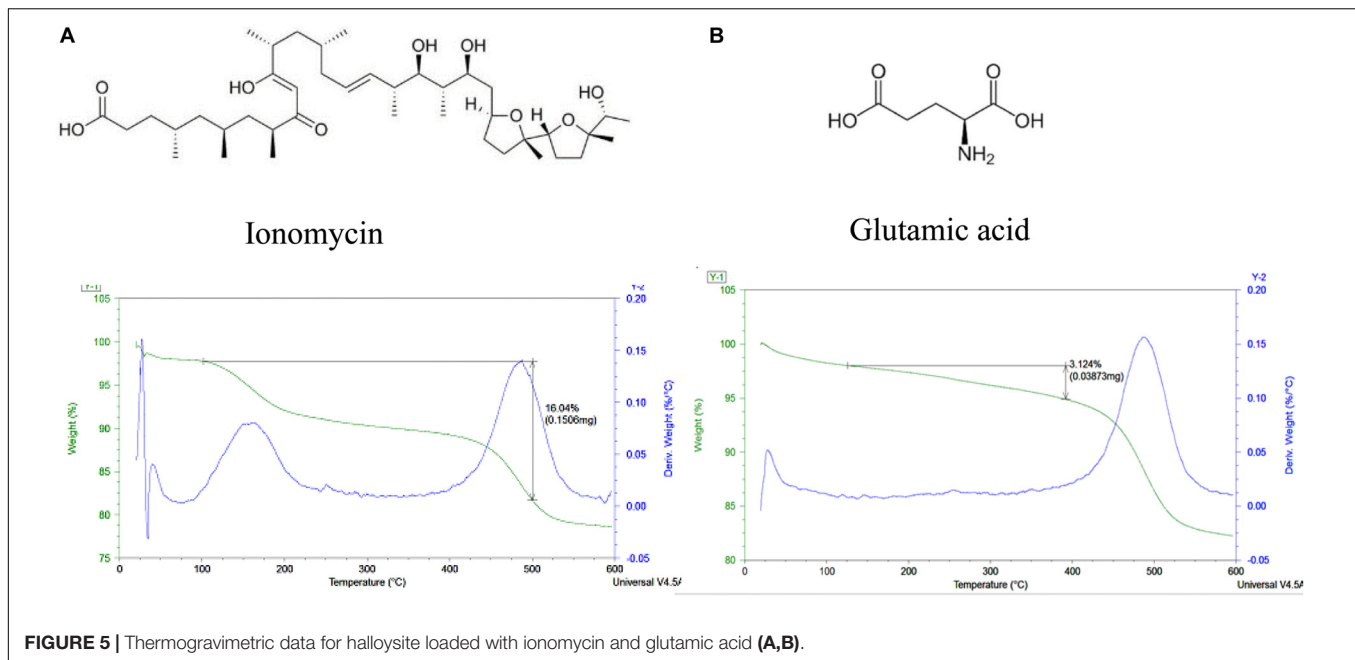 A
OH OH
HO
O
HO
O
H
O
H
O
HO
Ionomycin
B
O
O
HO
OH
NH2
Glutamic acid
Y-1
Y-2
105
100
95
90
85
80
75
Weight (%)
16.04%
(0.1506mg)
0.20
0.15
0.10
0.05
0.00
-0.05
Deriv. Weight (%/°C)
0 100 200 300 400 500 600
Temperature (°C)
Universal V4.5A
Y-1
Y-2
105
100
95
90
85
80
Weight (%)
3.124%
(0.03873mg)
0.20
0.15
0.10
0.05
0.00
-0.05
Deriv. Weight (%/°C)
0 100 200 300 400 500 600
Temperature (°C)
Universal V4.5A
FIGURE 5 | Thermogravimetric data for halloysite loaded with ionomycin and glutamic acid (A,B).